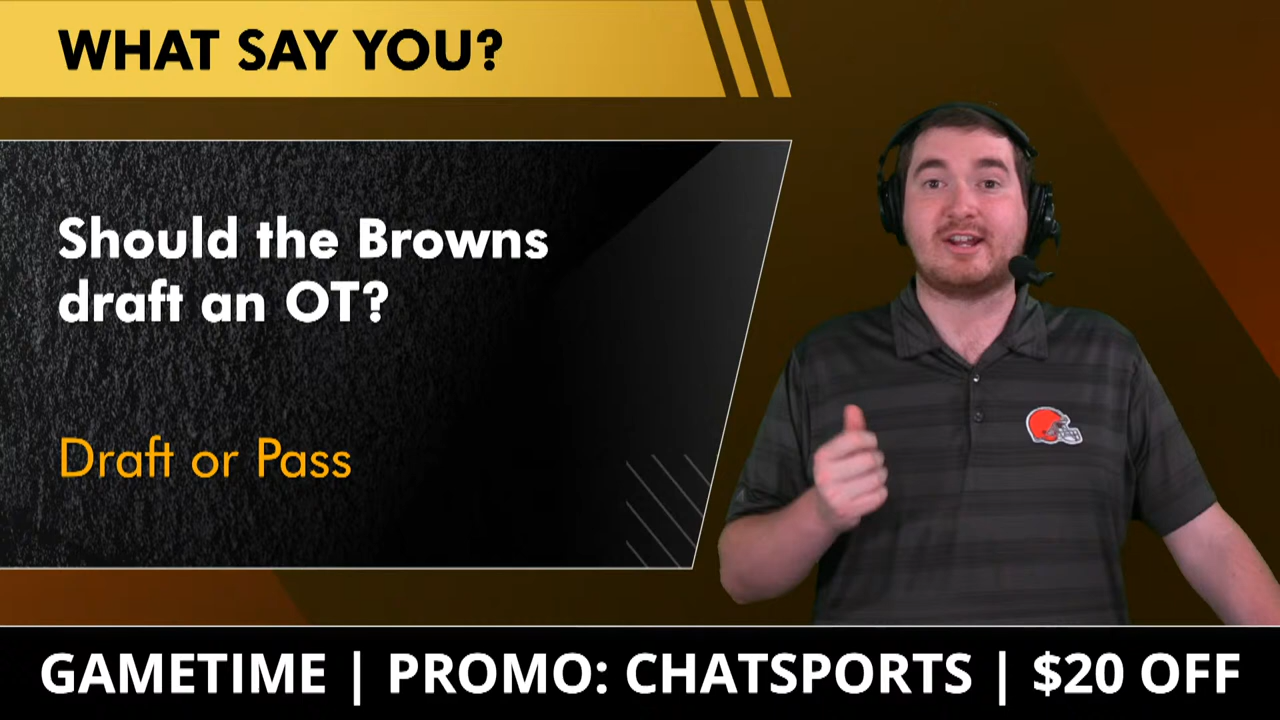 WHAT SAY YOU?
Should the Browns
draft an OT?
Draft or Pass
GAMETIME | PROMO: CHATSPORTS | $20 OFF